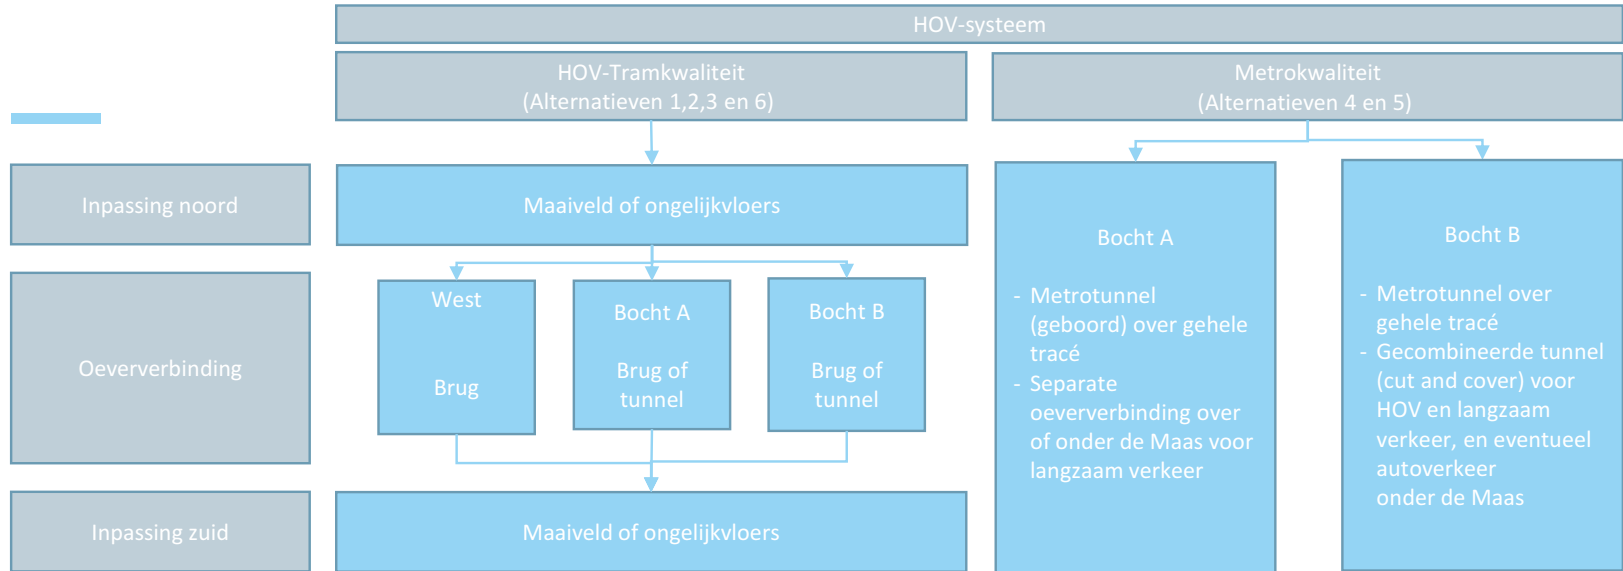 HOV-systeem
HOV-Tramkwaliteit
(Alternatieven 1,2,3 en 6)
Metrokwaliteit
(Alternatieven 4 en 5)
Inpassing noord
Maaiveld of ongelijkvloers
Oeververbinding
West
Brug
Bocht A
Brug of
tunnel
Bocht B
Brug of
tunnel
Inpassing zuid
Maaiveld of ongelijkvloers
Bocht A
- Metrotunnel
(geboord) over gehele
tracé
- Separate
oeververbinding over
of onder de Maas voor
langzaam verkeer
Bocht B
- Metrotunnel over
gehele tracé
- Gecombineerde tunnel
(cut and cover) voor
HOV en langzaam
verkeer, en eventueel
autoverkeer
onder de Maas